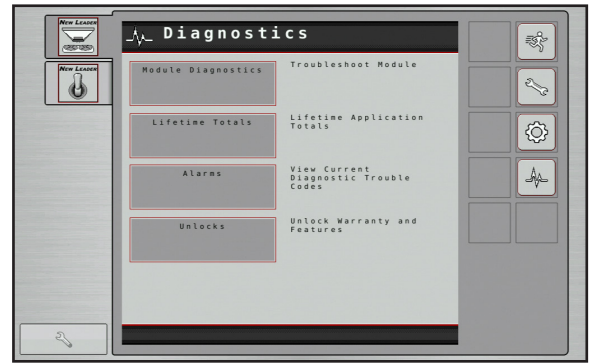 NEW LEADER
NEW LEADER
Diagnostics
Module Diagnostics
Troubleshoot Module
Lifetime Totals
Lifetime Application
Totals
Alarms
View Current
Diagnostic Trouble
Codes
Unlocks
Unlock Warranty and
Features